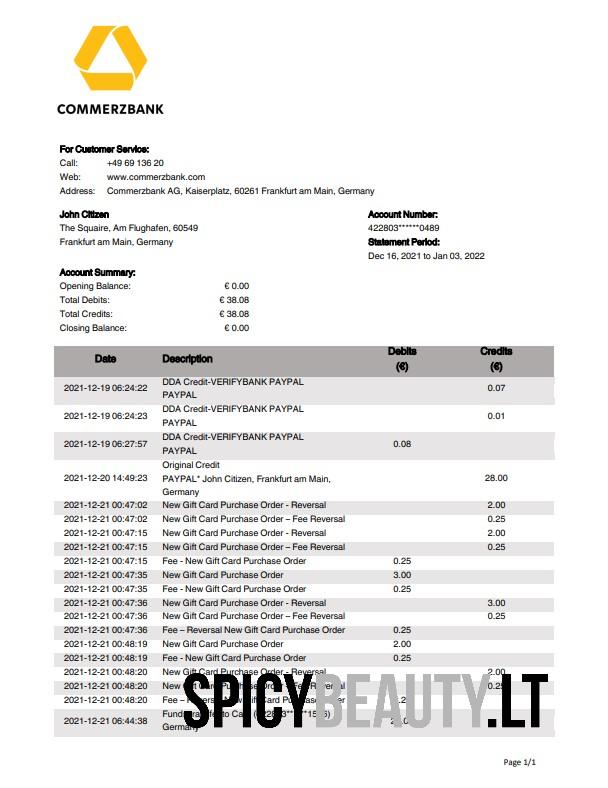 COMMERZBANK
For Customer Service:
Call: +49 69 136 20
Web: www.commerzbank.com
Address: Commerzbank AG, Kaiserplatz, 60261 Frankfurt am Main, Germany
John Citizen Account Number:
The Squaire, Am Flughafen, 60549 422803******0489
Frankfurt am Main, Germany Statement Period:
Dec 16, 2021 to Jan 03, 2022
Account Summary:
Opening Balance: € 0.00
Total Debits: € 38.08
Total Credits: € 38.08
Closing Balance: € 0.00
Date Description Debits (€) Credits (€)
2021-12-19 06:24:22 DDA Credit-VERIFYBANK PAYPAL 0.07
PAYPAL
2021-12-19 06:24:23 DDA Credit-VERIFYBANK PAYPAL 0.01
PAYPAL
2021-12-19 06:27:57 DDA Credit-VERIFYBANK PAYPAL 0.08
PAYPAL
Original Credit
2021-12-20 14:49:23 PAYPAL* John Citizen, Frankfurt am Main, 28.00
Germany
2021-12-21 00:47:02 New Gift Card Purchase Order - Reversal 2.00
2021-12-21 00:47:02 New Gift Card Purchase Order – Fee Reversal 0.25
2021-12-21 00:47:15 New Gift Card Purchase Order - Reversal 2.00
2021-12-21 00:47:15 New Gift Card Purchase Order – Fee Reversal 0.25
2021-12-21 00:47:15 Fee - New Gift Card Purchase Order 0.25
2021-12-21 00:47:35 New Gift Card Purchase Order 3.00
2021-12-21 00:47:35 Fee - New Gift Card Purchase Order 0.25
2021-12-21 00:47:36 New Gift Card Purchase Order - Reversal 3.00
2021-12-21 00:47:36 New Gift Card Purchase Order – Fee Reversal 0.25
2021-12-21 00:47:36 Fee – Reversal New Gift Card Purchase Order 0.25
2021-12-21 00:48:19 New Gift Card Purchase Order 2.00
2021-12-21 00:48:19 Fee - New Gift Card Purchase Order 0.25
2021-12-21 00:48:20 New Gift Card Purchase Order - Reversal 2.00
2021-12-21 00:48:20 New Card Purchase
2021-12-21 00:48:20 Fee – New Gift Card Purchase Order
2021-12-21 06:44:38
Germany
SPICYBEAUTY.LT
Page 1/1